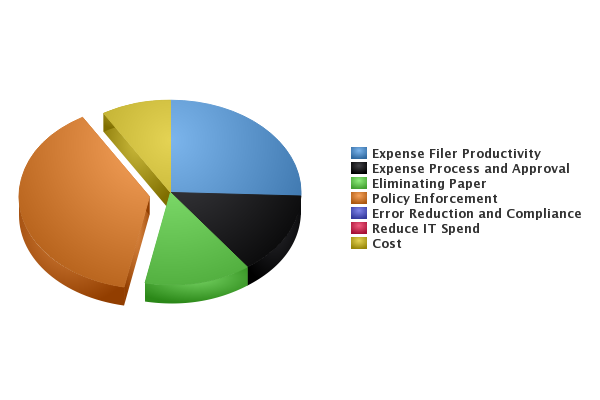 Expense Filer Productivity
Expense Process and Approval
Eliminating Paper
Policy Enforcement
Error Reduction and Compliance
Reduce IT Spend
Cost